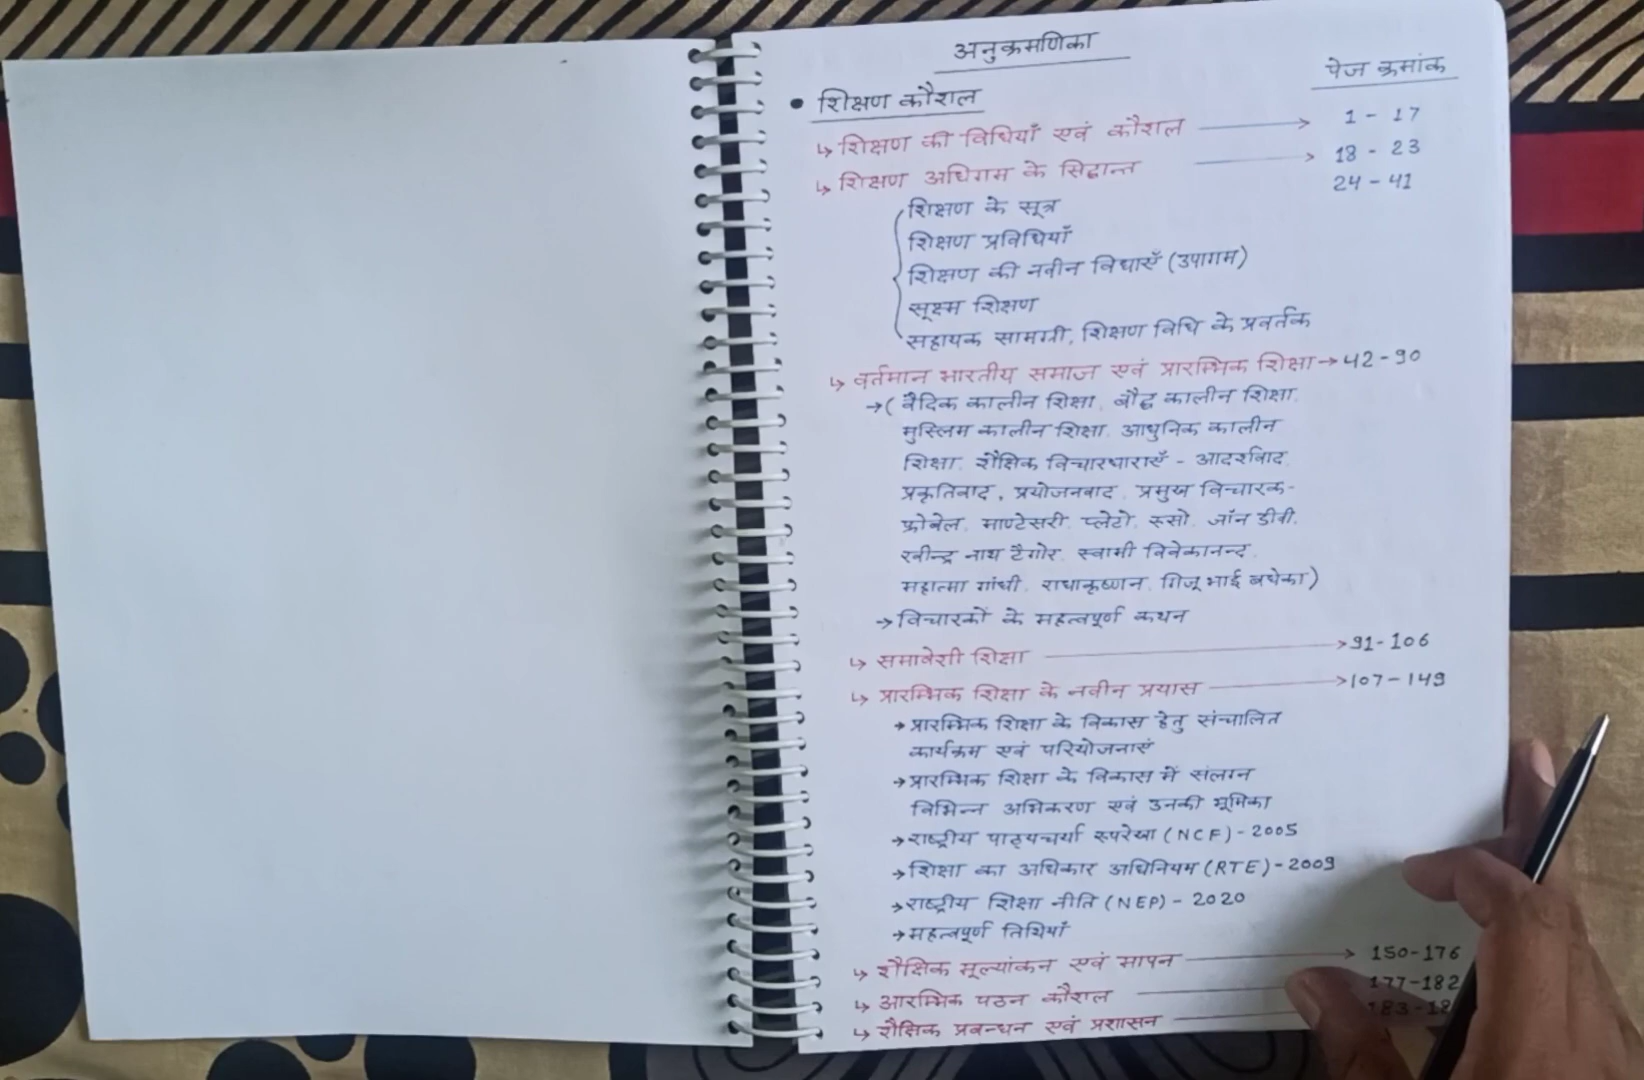 अनुक्रमणिका
पेज क्रमांक
• शिक्षण कौशल
↳ शिक्षण की विधियाँ एवं कौशल → 1 - 17
↳ शिक्षण अधिगम के सिद्धान्त → 18 - 23
24 - 41
शिक्षण के सूत्र
शिक्षण प्रविधियाँ
शिक्षण की नवीन विधाएँ (उपागम)
सूक्ष्म शिक्षण
सहायक सामग्री, शिक्षण विधि के प्रवर्तक
↳ वर्तमान भारतीय समाज एवं प्रारम्भिक शिक्षा → 42-90
→ ( वैदिक कालीन शिक्षा, बौद्ध कालीन शिक्षा,
मुस्लिम कालीन शिक्षा, आधुनिक कालीन
शिक्षा, शैक्षिक विचारधाराएँ - आदर्शवाद,
प्रकृतिवाद, प्रयोजनवाद, प्रमुख विचारक-
फ्रोबेल, माण्टेसरी, प्लेटो, रूसो, जॉन डीवी,
रवीन्द्र नाथ टैगोर, स्वामी विवेकानन्द,
महात्मा गांधी, राधाकृष्णन, गिजू भाई बधेका)
→ विचारकों के महत्वपूर्ण कथन
↳ समावेशी शिक्षा → 91-106
↳ प्रारम्भिक शिक्षा के नवीन प्रयास → 107-149
→ प्रारम्भिक शिक्षा के विकास हेतु संचालित
कार्यक्रम एवं परियोजनाएं
→ प्रारम्भिक शिक्षा के विकास में संलग्न
विभिन्न अभिकरण एवं उनकी भूमिका
→ राष्ट्रीय पाठ्यचर्या रूपरेखा (NCF) - 2005
→ शिक्षा का अधिकार अधिनियम (RTE) - 2009
→ राष्ट्रीय शिक्षा नीति (NEP) - 2020
→ महत्वपूर्ण तिथियाँ
↳ शैक्षिक मूल्यांकन एवं मापन → 150-176
↳ आरम्भिक पठन कौशल 177-182
↳ शैक्षिक प्रबन्धन एवं प्रशासन